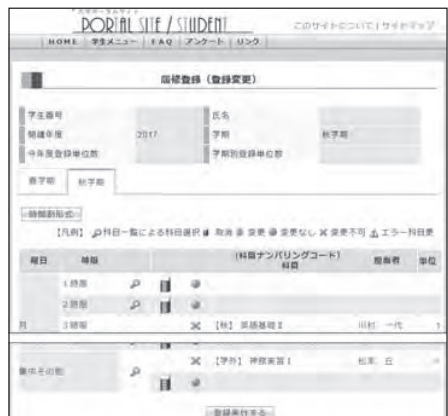 PORTAL SITE / STUDENT
このサイトについて | サイトマップ
HOME 学生メニュー FAQ アンケート リンク
履修登録（登録変更）
学生番号 氏名
開講年度 2017 学期 秋学期
今年度登録単位数 学期別登録単位数
春学期 秋学期
時間割形式
【凡例】 科目一覧による科目選択 取消 変更 変更なし 変更不可 エラー科目
曜日 時限 (科目ナンバリングコード) 科目 担当者 単位
1時限
2時限
月 3時限 【秋】 英語基礎Ⅱ 川村 一代 1
【学外】 神務実習Ⅰ 松本 丘
集中その他
登録実行する